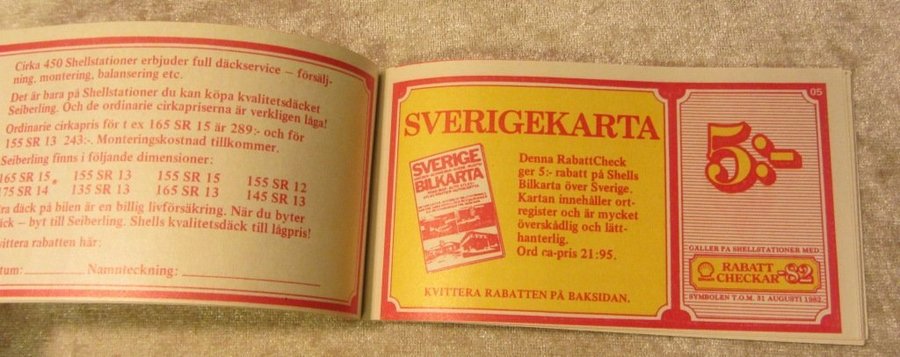 Cirka 450 Shellstationer erbjuder full däckservice – försälj-
ning, montering, balansering etc.
Det är bara på Shellstationer du kan köpa kvalitetsdäcket
Seiberling. Och de ordinarie cirkapriserna är verkligen låga!
Ordinarie cirkapris för t ex 165 SR 15 är 289:- och för
155 SR 13 243:-. Monteringskostnad tillkommer.
Seiberling finns i följande dimensioner:
165 SR 15 155 SR 13 155 SR 15 155 SR 12
175 SR 14 135 SR 13 165 SR 13 145 SR 13
däck på bilen är en billig livförsäkring. När du byter
– byt till Seiberling. Shells kvalitetsdäck till lågpris!
rabatten här:
Namnteckning:
SVERIGEKARTA
SVERIGE
BILKARTA
Denna RabattCheck
ger 5:- rabatt på Shells
Bilkarta över Sverige.
Kartan innehåller ort-
register och är mycket
överskådlig och lätt-
hanterlig.
Ord ca-pris 21:95.
KVITTERA RABATTEN PÅ BAKSIDAN.
05
5:-
GÄLLER PÅ SHELLSTATIONER MED
RABATT
CHECKAR -82
SYMBOLEN T.O.M. 31 AUGUSTI 1982.